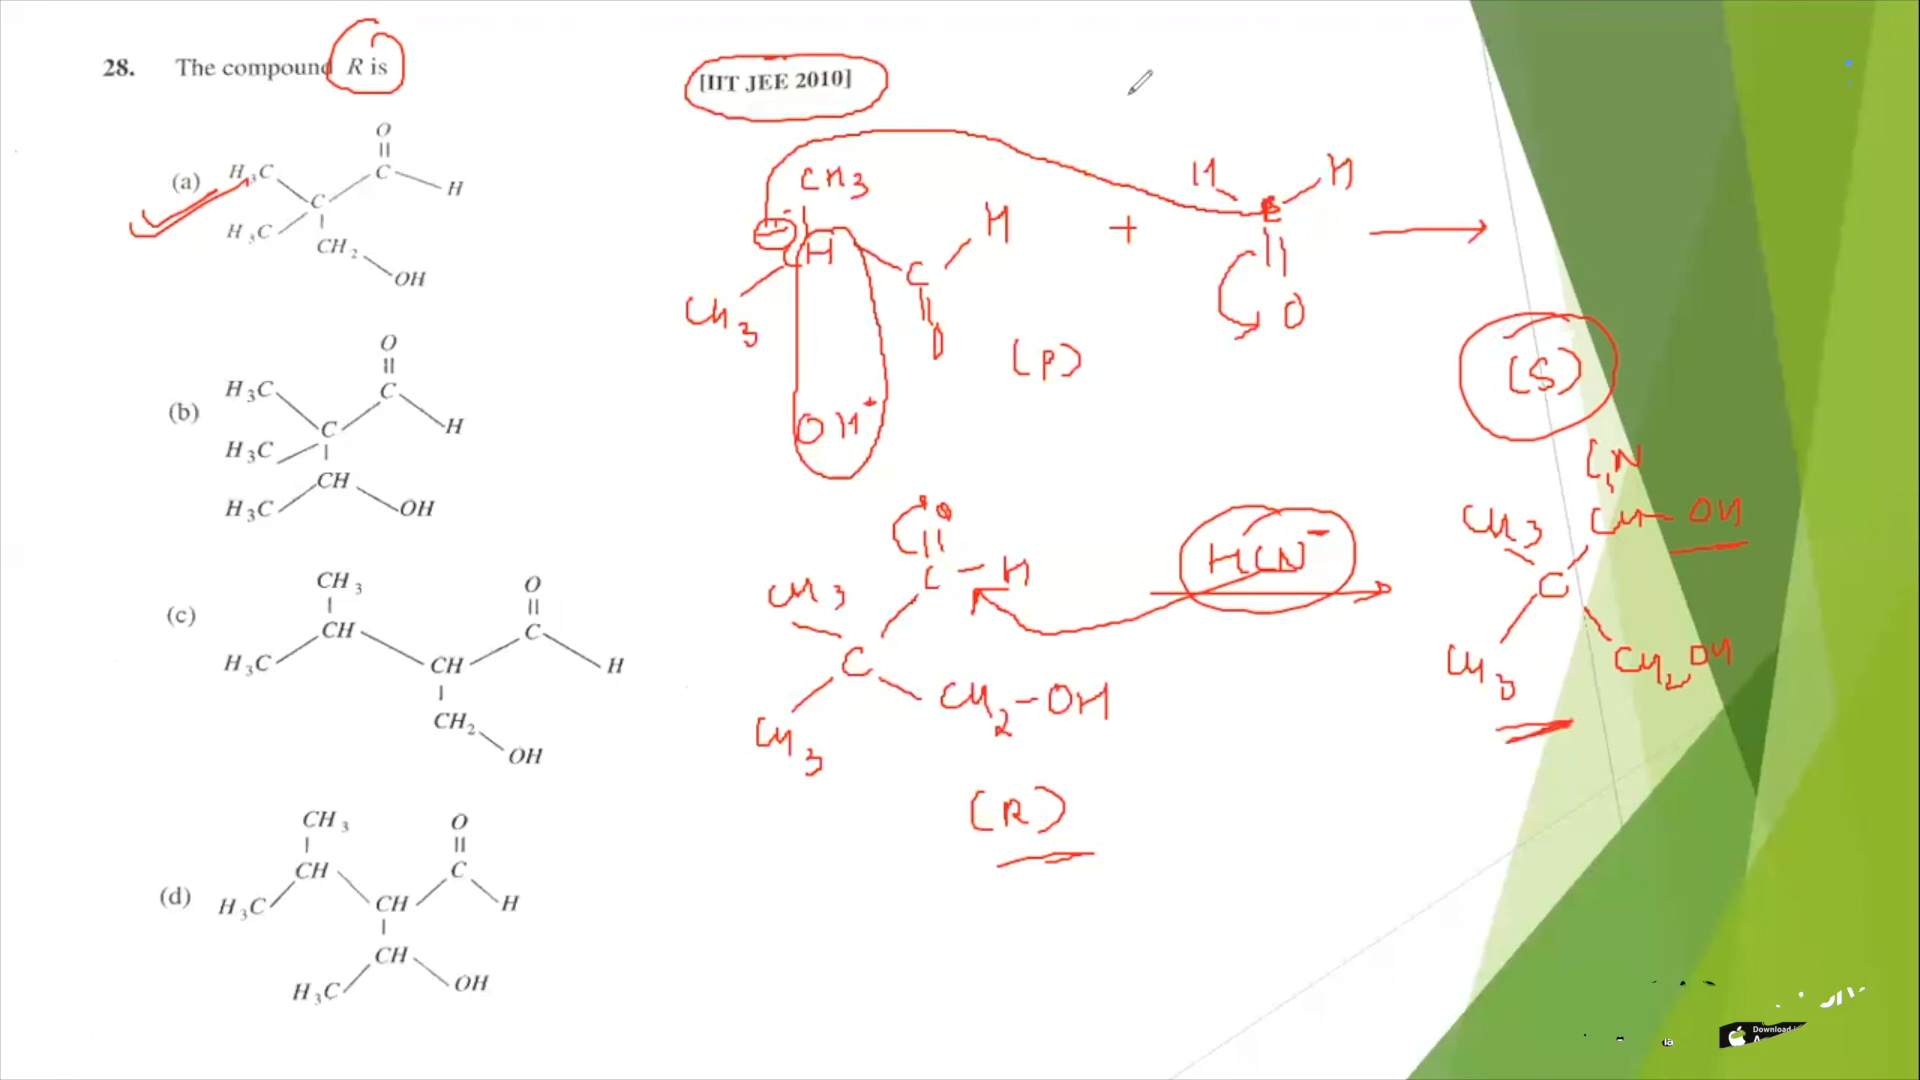 28. The compound R is
[IIT JEE 2010]
(a)
O
H₃C
C
H
C
H₃C
CH₂
OH
(b)
O
H₃C
C
H
C
H₃C
CH
H₃C
OH
(c)
CH₃
O
CH
C
H₃C
CH
H
CH₂
OH
(d)
CH₃
O
CH
C
H₃C
CH
H
CH
H₃C
OH
CH₃
H
H
H
+
CH
C
CH₃
O
O
(P)
(S)
OH
CN
CH₃
CH-OH
C
CH₃
CH₂OH
O
HCN⁻
C-H
CH₃
C
CH₂-OH
CH₃
(R)
Download